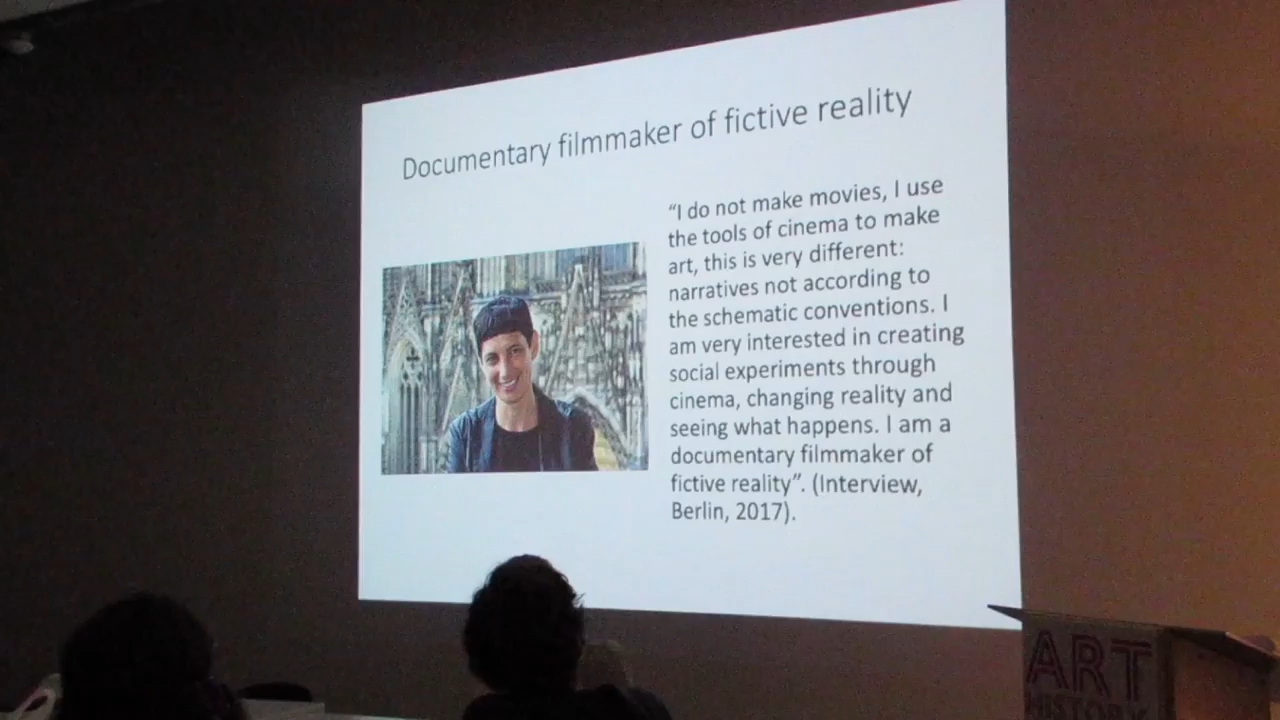 Documentary filmmaker of fictive reality
“I do not make movies, I use
the tools of cinema to make
art, this is very different:
narratives not according to
the schematic conventions. I
am very interested in creating
social experiments through
cinema, changing reality and
seeing what happens. I am a
documentary filmmaker of
fictive reality”. (Interview,
Berlin, 2017).
ART
HISTORY